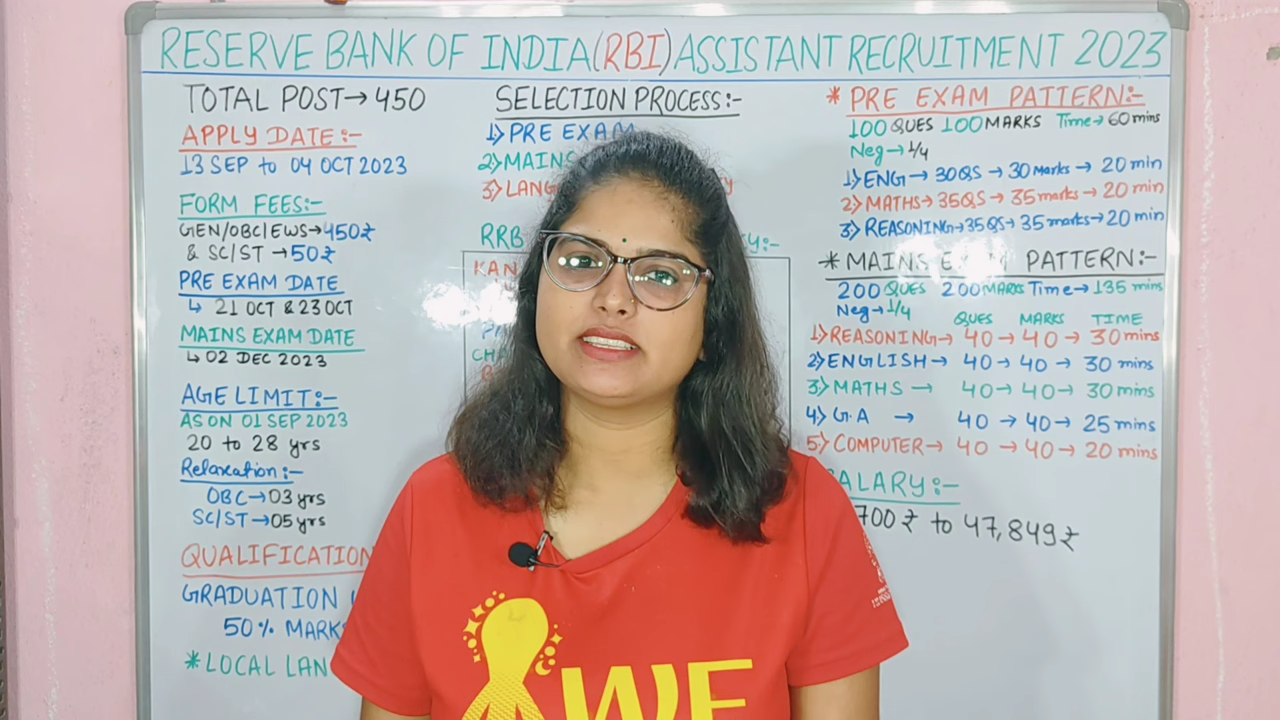 RESERVE BANK OF INDIA (RBI) ASSISTANT RECRUITMENT 2023
TOTAL POST→450
APPLY DATE:-
13 SEP to 04 OCT 2023
FORM FEES:-
GEN/OBC/EWS→450₹
& SC/ST →50₹
PRE EXAM DATE
↳ 21 OCT & 23 OCT
MAINS EXAM DATE
↳ 02 DEC 2023
AGE LIMIT:-
AS ON 01 SEP 2023
20 to 28 yrs
Relaxation:-
OBC→03 yrs
SC/ST→05 yrs
QUALIFICATION
GRADUATION
50% MARKS
*LOCAL LAN
SELECTION PROCESS:-
1) PRE EXAM
2) MAINS
3) LANG
RRB
KAN
* PRE EXAM PATTERN:-
100 QUES 100 MARKS Time→ 60 mins
Neg→ 1/4
1) ENG→ 30QS → 30 Marks → 20 min
2) MATHS→ 35QS → 35 marks→ 20 min
3) REASONING→35QS→ 35 marks→ 20 min
* MAINS EXAM PATTERN:-
200 QUES 200 MARKS Time→ 135 mins
Neg→ 1/4
QUES MARKS TIME
1) REASONING→ 40 → 40 → 30 mins
2) ENGLISH→ 40 → 40 → 30 mins
3) MATHS → 40 → 40 → 30 mins
4) G.A → 40 → 40 → 25 mins
5) COMPUTER→ 40 → 40 → 20 mins
SALARY:-
700₹ to 47,849₹
WE